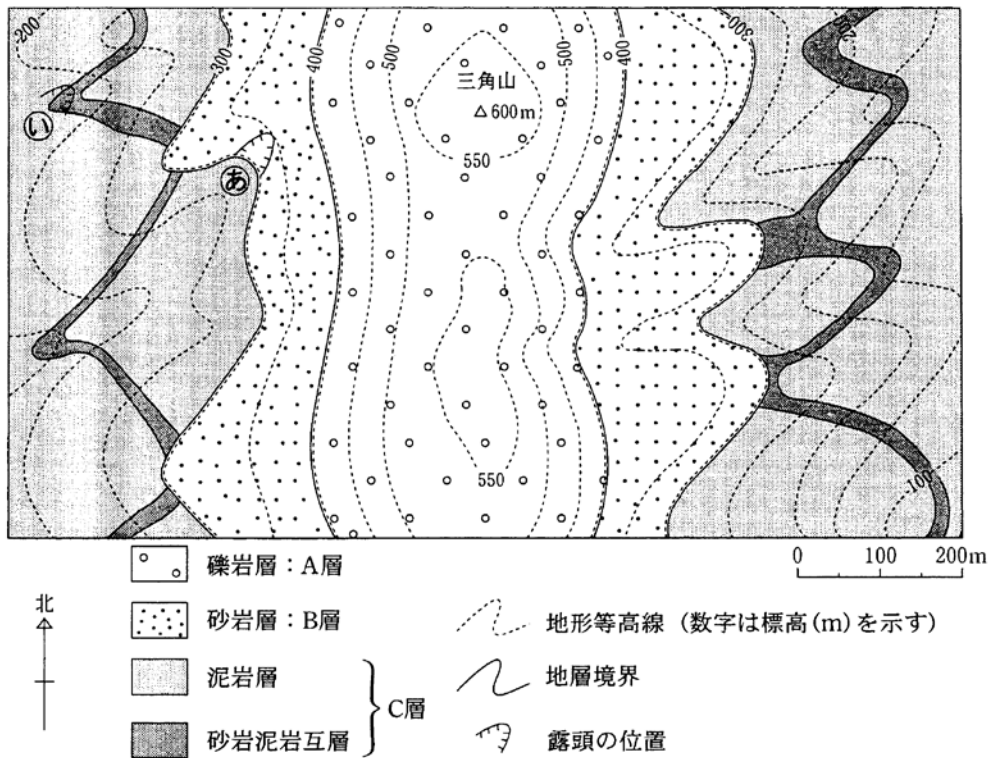 200
300
400
500
500
400
300
200
三角山
△600m
550
い
あ
550
100
0 100 200m
北
礫岩層：A層
砂岩層：B層
泥岩層
砂岩泥岩互層
C層
地形等高線（数字は標高(m)を示す）
地層境界
露頭の位置